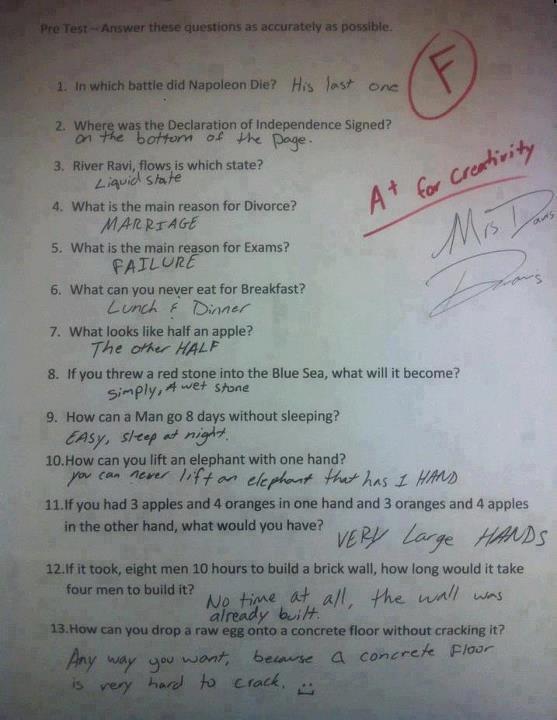 Pre Test – Answer these questions as accurately as possible.
F
1. In which battle did Napoleon Die? His last one
2. Where was the Declaration of Independence Signed?
on the bottom of the page.
3. River Ravi, flows is which state?
Liquid state
A+ for Creativity
4. What is the main reason for Divorce?
MARRIAGE
Mrs Davis
5. What is the main reason for Exams?
FAILURE
6. What can you never eat for Breakfast?
Lunch & Dinner
7. What looks like half an apple?
The other HALF
8. If you threw a red stone into the Blue Sea, what will it become?
simply, A wet stone
9. How can a Man go 8 days without sleeping?
EASY, sleep at night.
10.How can you lift an elephant with one hand?
you can never lift an elephant that has 1 HAND
11.If you had 3 apples and 4 oranges in one hand and 3 oranges and 4 apples
in the other hand, what would you have? VERY Large HANDS
12.If it took, eight men 10 hours to build a brick wall, how long would it take
four men to build it? No time at all, the wall was
already built.
13.How can you drop a raw egg onto a concrete floor without cracking it?
Any way you want, because a concrete Floor
is very hard to crack.